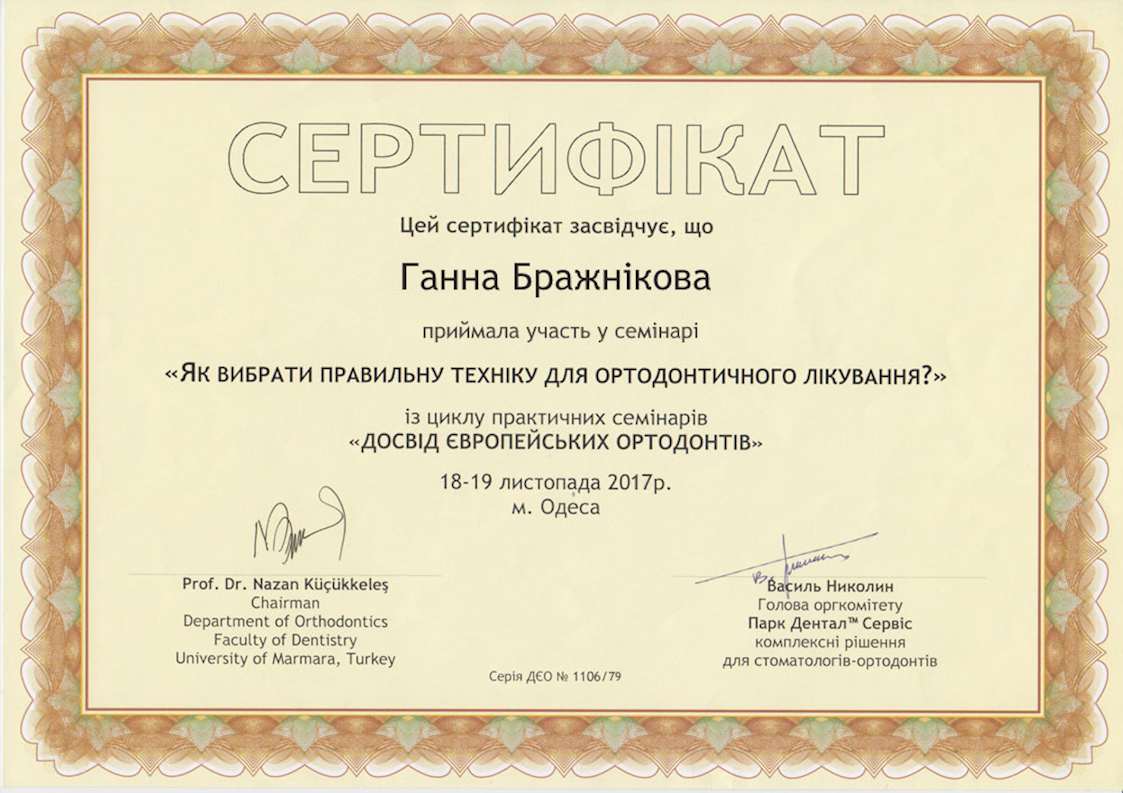 СЕРТИФІКАТ
Цей сертифікат засвідчує, що
Ганна Бражнікова
приймала участь у семінарі
«ЯК ВИБРАТИ ПРАВИЛЬНУ ТЕХНІКУ ДЛЯ ОРТОДОНТИЧНОГО ЛІКУВАННЯ?»
із циклу практичних семінарів
«ДОСВІД ЄВРОПЕЙСЬКИХ ОРТОДОНТІВ»
18-19 листопада 2017р.
м. Одеса
Prof. Dr. Nazan Küçükkeleş
Chairman
Department of Orthodontics
Faculty of Dentistry
University of Marmara, Turkey
Василь Николин
Голова оргкомітету
Парк Дентал™ Сервіс
комплексні рішення
для стоматологів-ортодонтів
Серія ДЄО № 1106/79